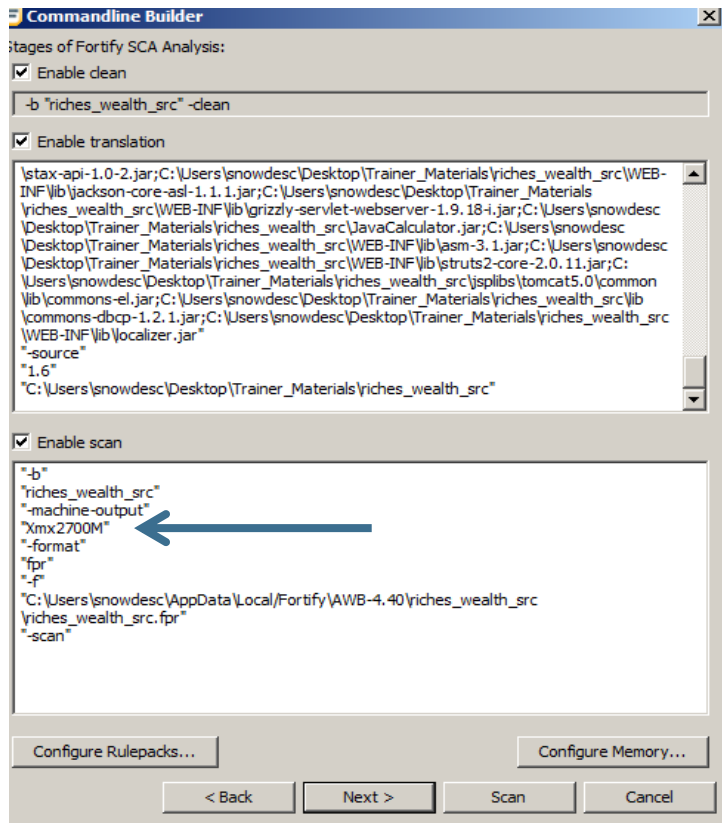 Commandline Builder
Stages of Fortify SCA Analysis:
Enable clean
-b "riches_wealth_src" -clean
Enable translation
\stax-api-1.0-2.jar;C:\Users\snowdesc\Desktop\Trainer_Materials\riches_wealth_src\WEB-
INF\lib\jackson-core-asl-1.1.1.jar;C:\Users\snowdesc\Desktop\Trainer_Materials
\riches_wealth_src\WEB-INF\lib\grizzly-servlet-webserver-1.9.18-i.jar;C:\Users\snowdesc
\Desktop\Trainer_Materials\riches_wealth_src\JavaCalculator.jar;C:\Users\snowdesc
\Desktop\Trainer_Materials\riches_wealth_src\WEB-INF\lib\asm-3.1.jar;C:\Users\snowdesc
\Desktop\Trainer_Materials\riches_wealth_src\WEB-INF\lib\struts2-core-2.0.11.jar;C:
\Users\snowdesc\Desktop\Trainer_Materials\riches_wealth_src\jsplibs\tomcat5.0\common
\lib\commons-el.jar;C:\Users\snowdesc\Desktop\Trainer_Materials\riches_wealth_src\lib
\commons-dbcp-1.2.1.jar;C:\Users\snowdesc\Desktop\Trainer_Materials\riches_wealth_src
\WEB-INF\lib\localizer.jar"
"-source"
"1.6"
"C:\Users\snowdesc\Desktop\Trainer_Materials\riches_wealth_src"
Enable scan
"-b"
"riches_wealth_src"
"-machine-output"
"Xmx2700M"
"-format"
"fpr"
"-f"
"C:\Users\snowdesc\AppData\Local/Fortify\AWB-4.40\riches_wealth_src
\riches_wealth_src.fpr"
"-scan"
Configure Rulepacks...
Configure Memory...
< Back
Next >
Scan
Cancel